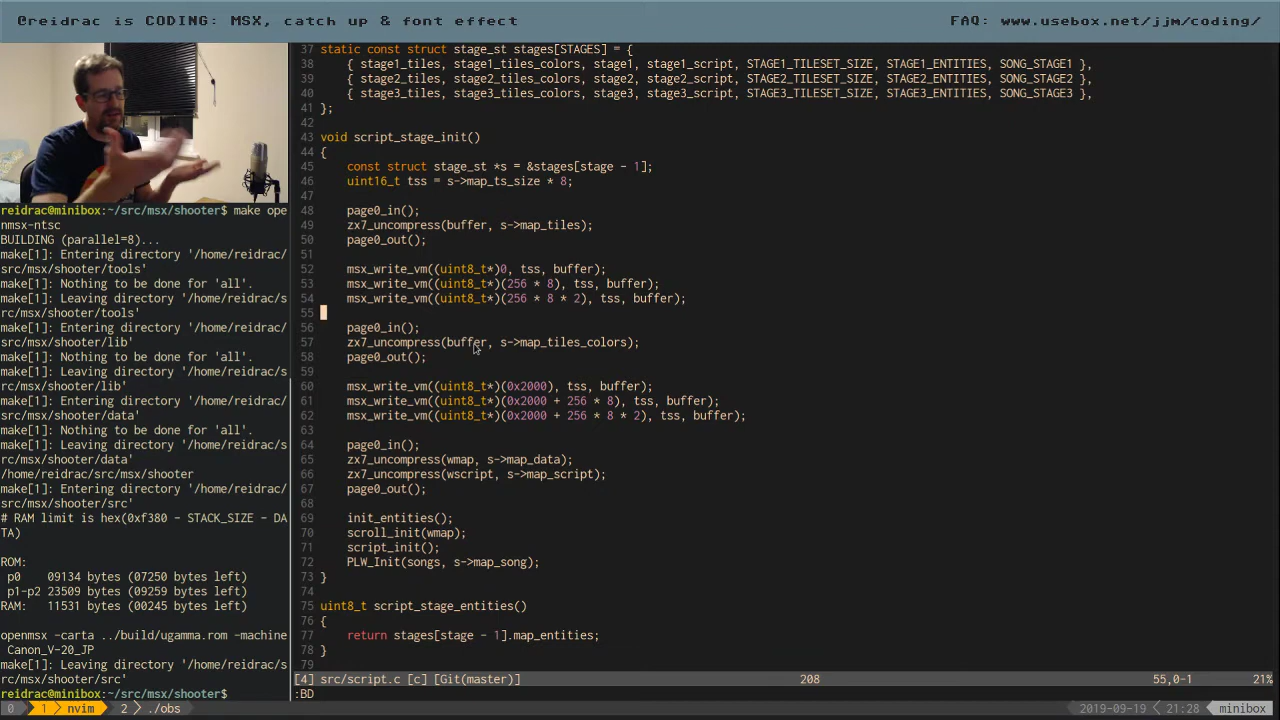 @reidrac is CODING: MSX, catch up & font effect
FAQ: www.usebox.net/jjm/coding/
reidrac@minibox:~/src/msx/shooter$ make ope
nmsx-ntsc
BUILDING (parallel=8)...
make[1]: Entering directory '/home/reidrac/
src/msx/shooter/tools'
make[1]: Nothing to be done for 'all'.
make[1]: Leaving directory '/home/reidrac/s
rc/msx/shooter/tools'
make[1]: Entering directory '/home/reidrac/
src/msx/shooter/lib'
make[1]: Nothing to be done for 'all'.
make[1]: Leaving directory '/home/reidrac/s
rc/msx/shooter/lib'
make[1]: Entering directory '/home/reidrac/
src/msx/shooter/data'
make[1]: Nothing to be done for 'all'.
make[1]: Leaving directory '/home/reidrac/s
rc/msx/shooter/data'
/home/reidrac/src/msx/shooter
make[1]: Entering directory '/home/reidrac/
src/msx/shooter/src'
# RAM limit is hex(0xf380 - STACK_SIZE - DA
TA)
ROM:
p0    09134 bytes (07250 bytes left)
p1-p2 23509 bytes (09259 bytes left)
RAM:   11531 bytes (00245 bytes left)
openmsx -carta ../build/ugamma.rom -machine
Canon_V-20_JP
make[1]: Leaving directory '/home/reidrac/s
rc/msx/shooter/src'
reidrac@minibox:~/src/msx/shooter$
37 static const struct stage_st stages[STAGES] = {
38     { stage1_tiles, stage1_tiles_colors, stage1, stage1_script, STAGE1_TILESET_SIZE, STAGE1_ENTITIES, SONG_STAGE1 },
39     { stage2_tiles, stage2_tiles_colors, stage2, stage2_script, STAGE2_TILESET_SIZE, STAGE2_ENTITIES, SONG_STAGE2 },
40     { stage3_tiles, stage3_tiles_colors, stage3, stage3_script, STAGE3_TILESET_SIZE, STAGE3_ENTITIES, SONG_STAGE3 },
41 };
42
43 void script_stage_init()
44 {
45     const struct stage_st *s = &stages[stage - 1];
46     uint16_t tss = s->map_ts_size * 8;
47
48     page0_in();
49     zx7_uncompress(buffer, s->map_tiles);
50     page0_out();
51
52     msx_write_vm((uint8_t*)0, tss, buffer);
53     msx_write_vm((uint8_t*)(256 * 8), tss, buffer);
54     msx_write_vm((uint8_t*)(256 * 8 * 2), tss, buffer);
55
56     page0_in();
57     zx7_uncompress(buffer, s->map_tiles_colors);
58     page0_out();
59
60     msx_write_vm((uint8_t*)(0x2000), tss, buffer);
61     msx_write_vm((uint8_t*)(0x2000 + 256 * 8), tss, buffer);
62     msx_write_vm((uint8_t*)(0x2000 + 256 * 8 * 2), tss, buffer);
63
64     page0_in();
65     zx7_uncompress(wmap, s->map_data);
66     zx7_uncompress(wscript, s->map_script);
67     page0_out();
68
69     init_entities();
70     scroll_init(wmap);
71     script_init();
72     PLW_Init(songs, s->map_song);
73 }
74
75 uint8_t script_stage_entities()
76 {
77     return stages[stage - 1].map_entities;
78 }
79
[4] src/script.c [c] [Git(master)] 208 55,0-1 21%
:BD
0 1 nvim 2 ./obs 2019-09-19 21:28 minibox